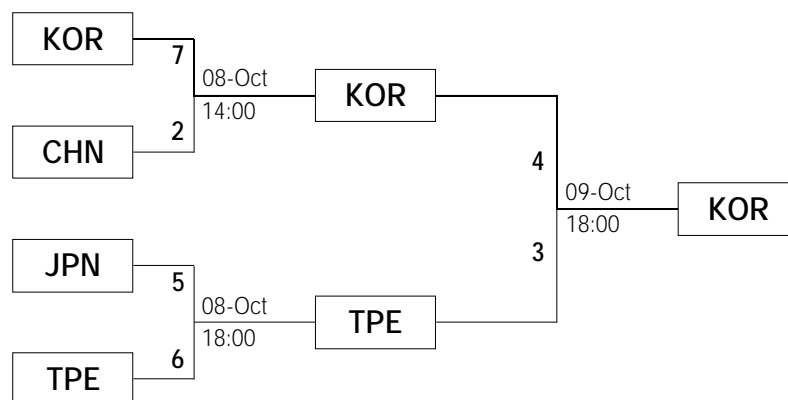 KOR
7
08-Oct
14:00
2
CHN
KOR
4
09-Oct
18:00
3
KOR
JPN
5
08-Oct
18:00
6
TPE
TPE